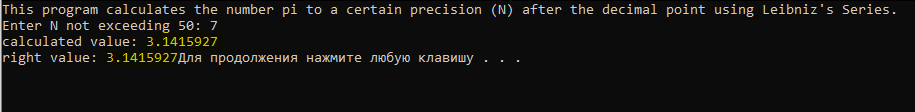 This program calculates the number pi to a certain precision (N) after the decimal point using Leibniz's Series.
Enter N not exceeding 50: 7
calculated value: 3.1415927
right value: 3.1415927Для продолжения нажмите любую клавишу . . .